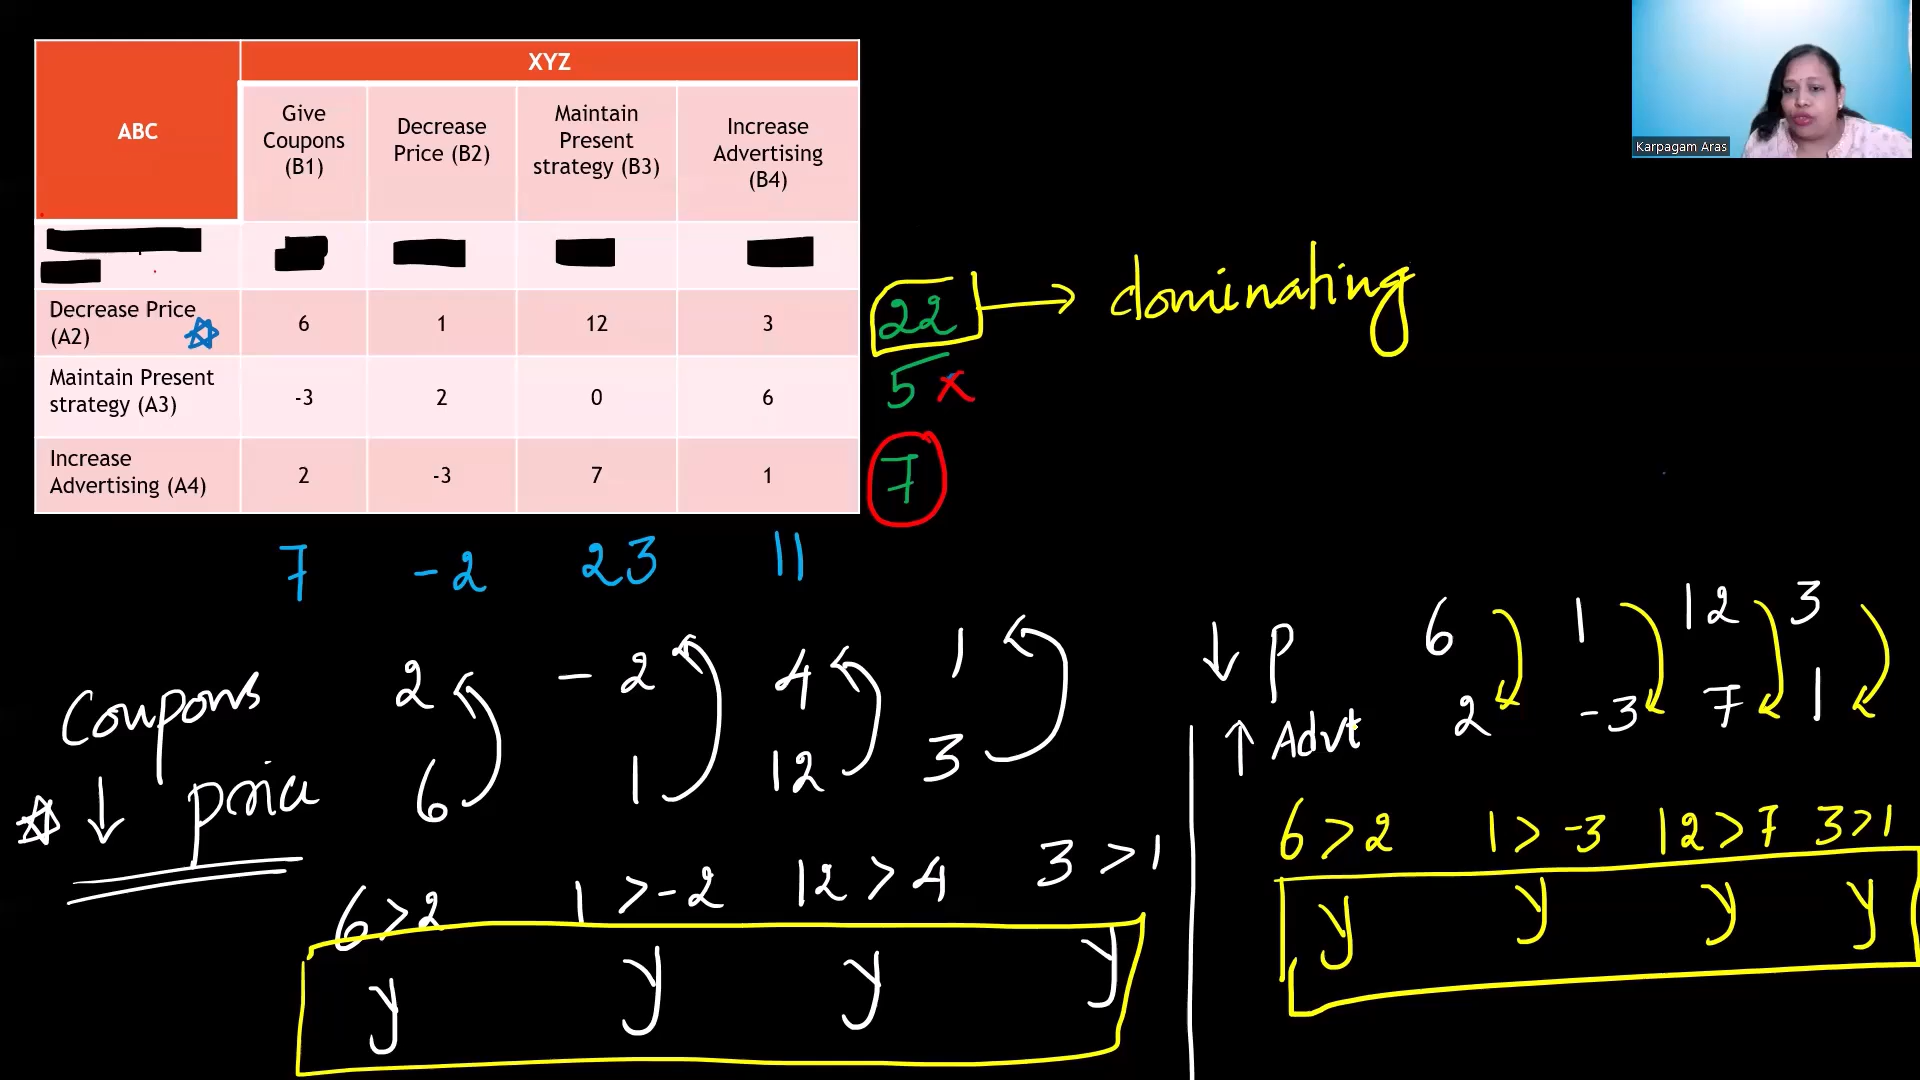 ABC
XYZ
Give Coupons (B1)
Decrease Price (B2)
Maintain Present strategy (B3)
Increase Advertising (B4)
Decrease Price (A2) 6 1 12 3 22 → dominating
Maintain Present strategy (A3) -3 2 0 6 5 x
Increase Advertising (A4) 2 -3 7 1 7
7 -2 23 11
Coupons 2 -2 4 1
↓ price 6 1 12 3
6>2 1>-2 12>4 3>1
y y y y
↓ P 6 1 12 3
↑ Advt 2 -3 7 1
6>2 1>-3 12>7 3>1
y y y y
Karpagam Aras